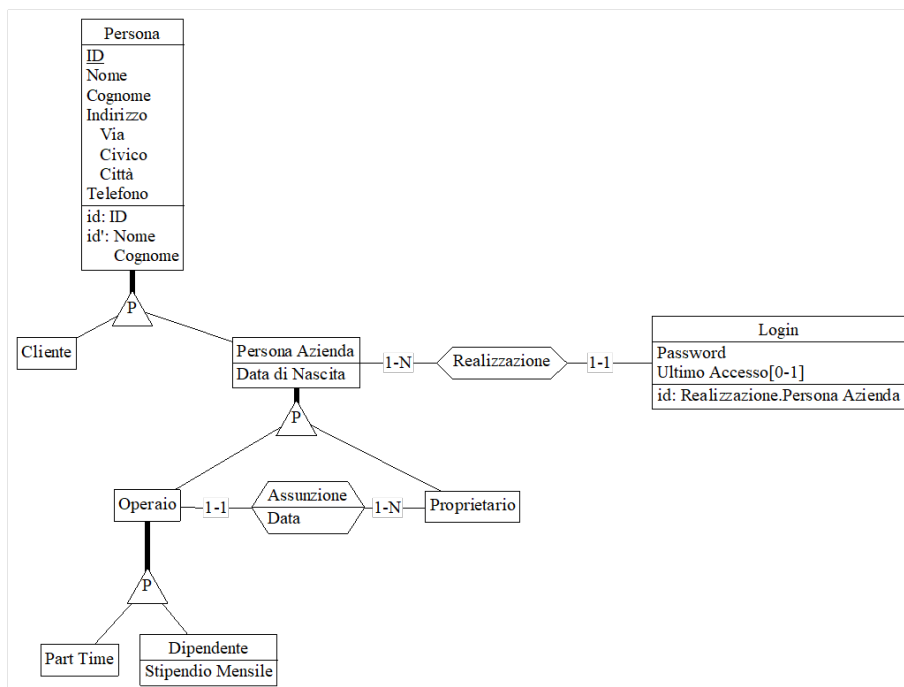 Persona
ID
Nome
Cognome
Indirizzo
Via
Civico
Città
Telefono
id: ID
id': Nome
Cognome
P
Cliente
Persona Azienda
Data di Nascita
1-N
Realizzazione
1-1
Login
Password
Ultimo Accesso[0-1]
id: Realizzazione.Persona Azienda
P
Operaio
1-1
Assunzione
Data
1-N
Proprietario
P
Part Time
Dipendente
Stipendio Mensile